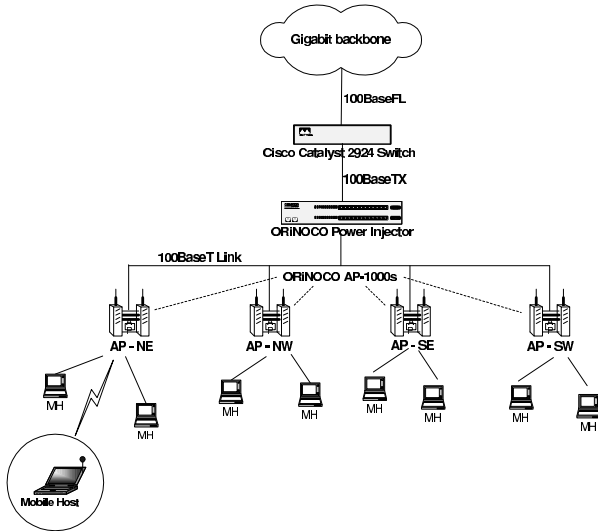 Gigabit backbone
100BaseFL
Cisco Catalyst 2924 Switch
100BaseTX
ORiNOCO Power Injector
100BaseT Link
ORiNOCO AP-1000s
AP - NE
AP - NW
AP - SE
AP - SW
MH
MH
MH
MH
MH
MH
MH
MH
Mobile Host